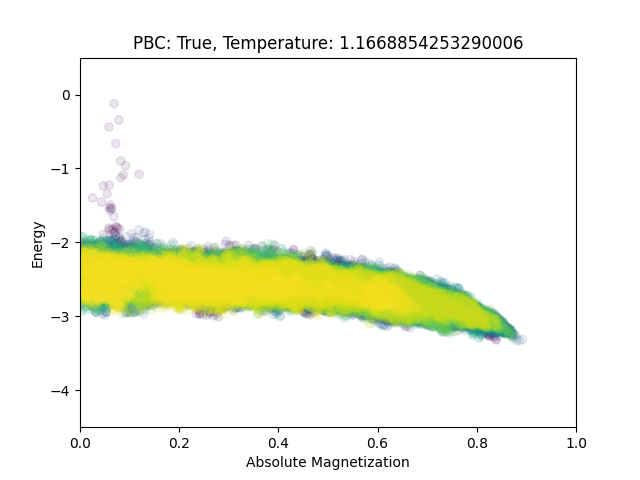 PBC: True, Temperature: 1.1668854253290006
0
−1
−2
−3
−4
Energy
0.0 0.2 0.4 0.6 0.8 1.0
Absolute Magnetization